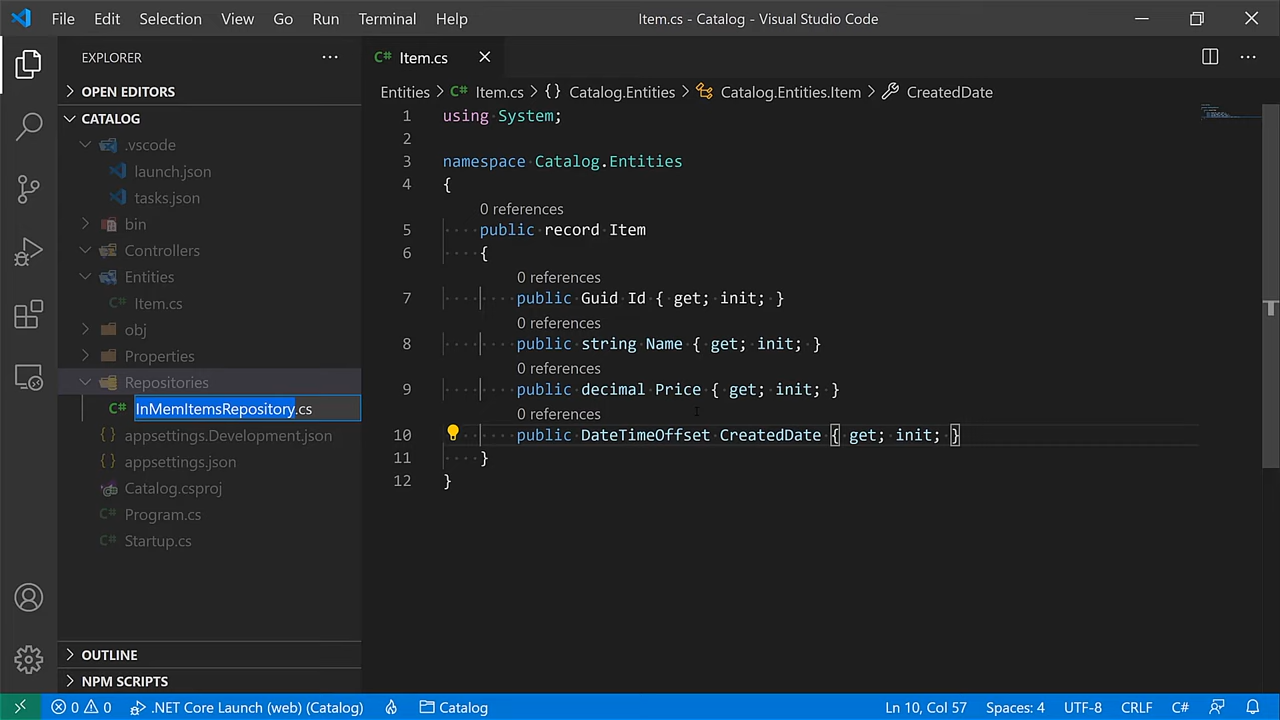 File Edit Selection View Go Run Terminal Help
Item.cs - Catalog - Visual Studio Code
EXPLORER
OPEN EDITORS
CATALOG
.vscode
launch.json
tasks.json
bin
Controllers
Entities
C# Item.cs
obj
Properties
Repositories
C# InMemItemsRepository.cs
{} appsettings.Development.json
{} appsettings.json
Catalog.csproj
C# Program.cs
C# Startup.cs
OUTLINE
NPM SCRIPTS
C# Item.cs
Entities > C# Item.cs > {} Catalog.Entities > Catalog.Entities.Item > CreatedDate
1 using System;
2
3 namespace Catalog.Entities
4 {
0 references
5 public record Item
6 {
0 references
7 public Guid Id { get; init; }
0 references
8 public string Name { get; init; }
0 references
9 public decimal Price { get; init; }
0 references
10 public DateTimeOffset CreatedDate { get; init; }
11 }
12 }
0 0 .NET Core Launch (web) (Catalog) Catalog Ln 10, Col 57 Spaces: 4 UTF-8 CRLF C#